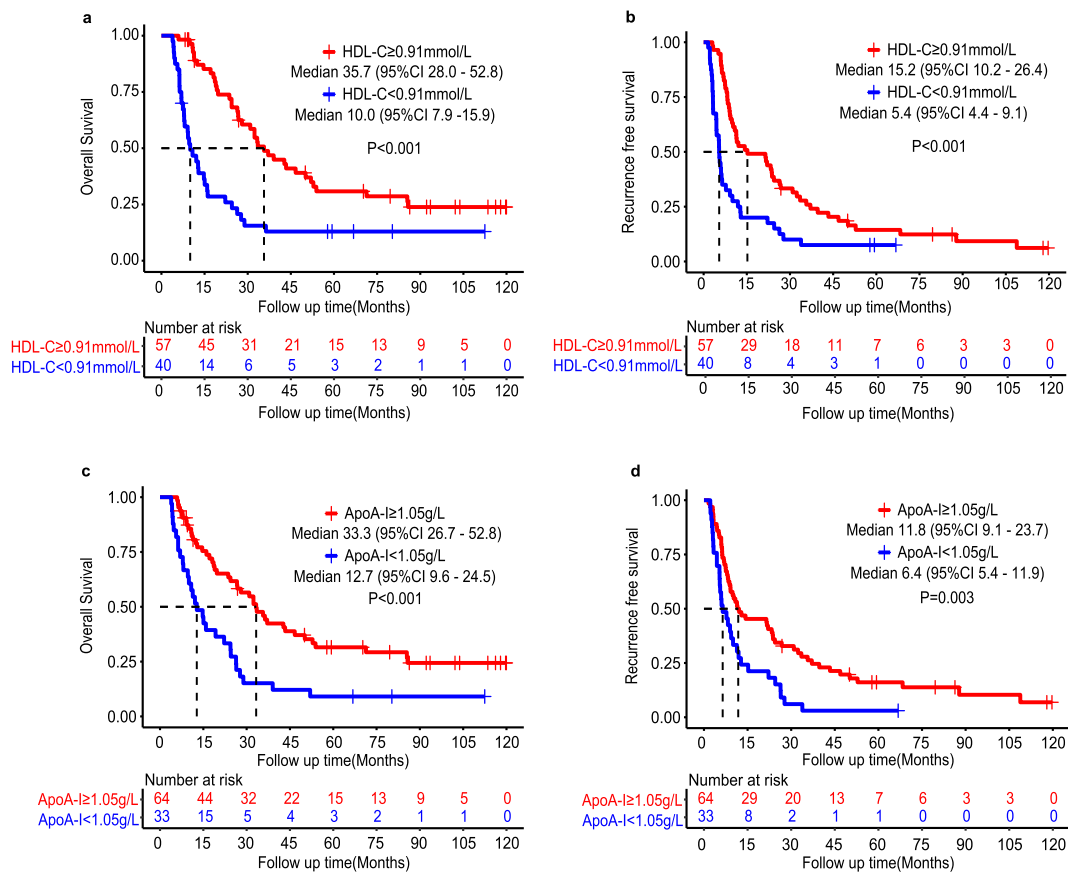 a
Overall Suvival
1.00
0.75
0.50
0.25
0.00
HDL-C≥0.91mmol/L
Median 35.7 (95%CI 28.0 - 52.8)
HDL-C<0.91mmol/L
Median 10.0 (95%CI 7.9 -15.9)
P<0.001
0 15 30 45 60 75 90 105 120
Follow up time(Months)
Number at risk
HDL-C≥0.91mmol/L 57 45 31 21 15 13 9 5 0
HDL-C<0.91mmol/L 40 14 6 5 3 2 1 1 0
0 15 30 45 60 75 90 105 120
Follow up time(Months)
b
Recurrence free survival
1.00
0.75
0.50
0.25
0.00
HDL-C≥0.91mmol/L
Median 15.2 (95%CI 10.2 - 26.4)
HDL-C<0.91mmol/L
Median 5.4 (95%CI 4.4 - 9.1)
P<0.001
0 15 30 45 60 75 90 105 120
Follow up time(Months)
Number at risk
HDL-C≥0.91mmol/L 57 29 18 11 7 6 3 3 0
HDL-C<0.91mmol/L 40 8 4 3 1 0 0 0 0
0 15 30 45 60 75 90 105 120
Follow up time(Months)
c
Overall Survival
1.00
0.75
0.50
0.25
0.00
ApoA-I≥1.05g/L
Median 33.3 (95%CI 26.7 - 52.8)
ApoA-I<1.05g/L
Median 12.7 (95%CI 9.6 - 24.5)
P<0.001
0 15 30 45 60 75 90 105 120
Follow up time(Months)
Number at risk
ApoA-I≥1.05g/L 64 44 32 22 15 13 9 5 0
ApoA-I<1.05g/L 33 15 5 4 3 2 1 1 0
0 15 30 45 60 75 90 105 120
Follow up time(Months)
d
Recurrence free survival
1.00
0.75
0.50
0.25
0.00
ApoA-I≥1.05g/L
Median 11.8 (95%CI 9.1 - 23.7)
ApoA-I<1.05g/L
Median 6.4 (95%CI 5.4 - 11.9)
P=0.003
0 15 30 45 60 75 90 105 120
Follow up time(Months)
Number at risk
ApoA-I≥1.05g/L 64 29 20 13 7 6 3 3 0
ApoA-I<1.05g/L 33 8 2 1 1 0 0 0 0
0 15 30 45 60 75 90 105 120
Follow up time(Months)